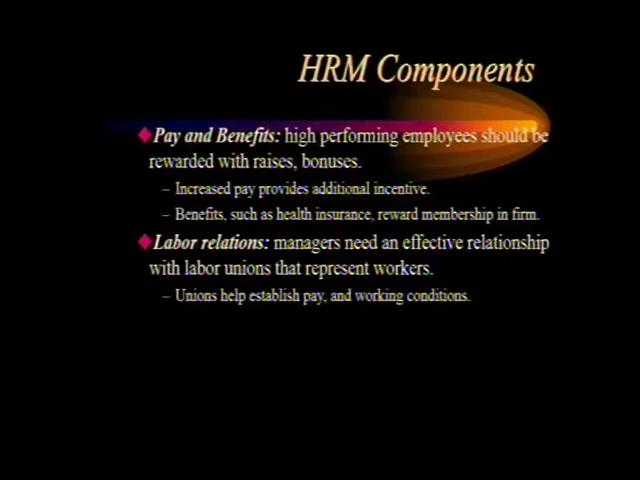 HRM Components
Pay and Benefits: high performing employees should be
rewarded with raises, bonuses.
– Increased pay provides additional incentive.
– Benefits, such as health insurance, reward membership in firm.
Labor relations: managers need an effective relationship
with labor unions that represent workers.
– Unions help establish pay, and working conditions.